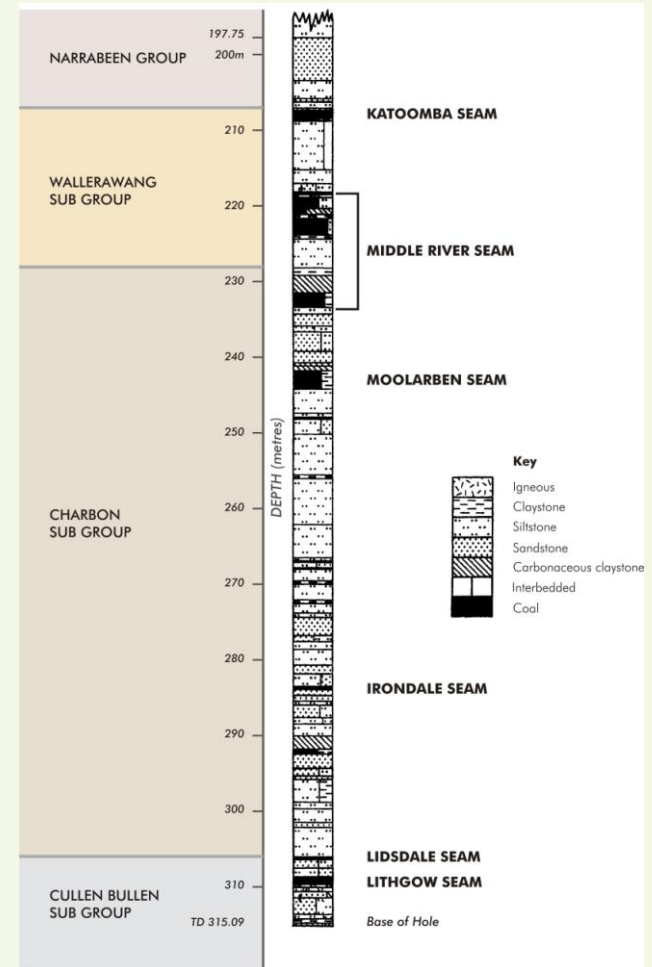 NARRABEEN GROUP
WALLERAWANG
SUB GROUP
CHARBON
SUB GROUP
CULLEN BULLEN
SUB GROUP
197.75
200m
210
220
230
240
250
260
270
280
290
300
310
TD 315.09
DEPTH (metres)
KATOOMBA SEAM
MIDDLE RIVER SEAM
MOOLARBEN SEAM
IRONDALE SEAM
LIDSDALE SEAM
LITHGOW SEAM
Base of Hole
Key
Igneous
Claystone
Siltstone
Sandstone
Carbonaceous claystone
Interbedded
Coal